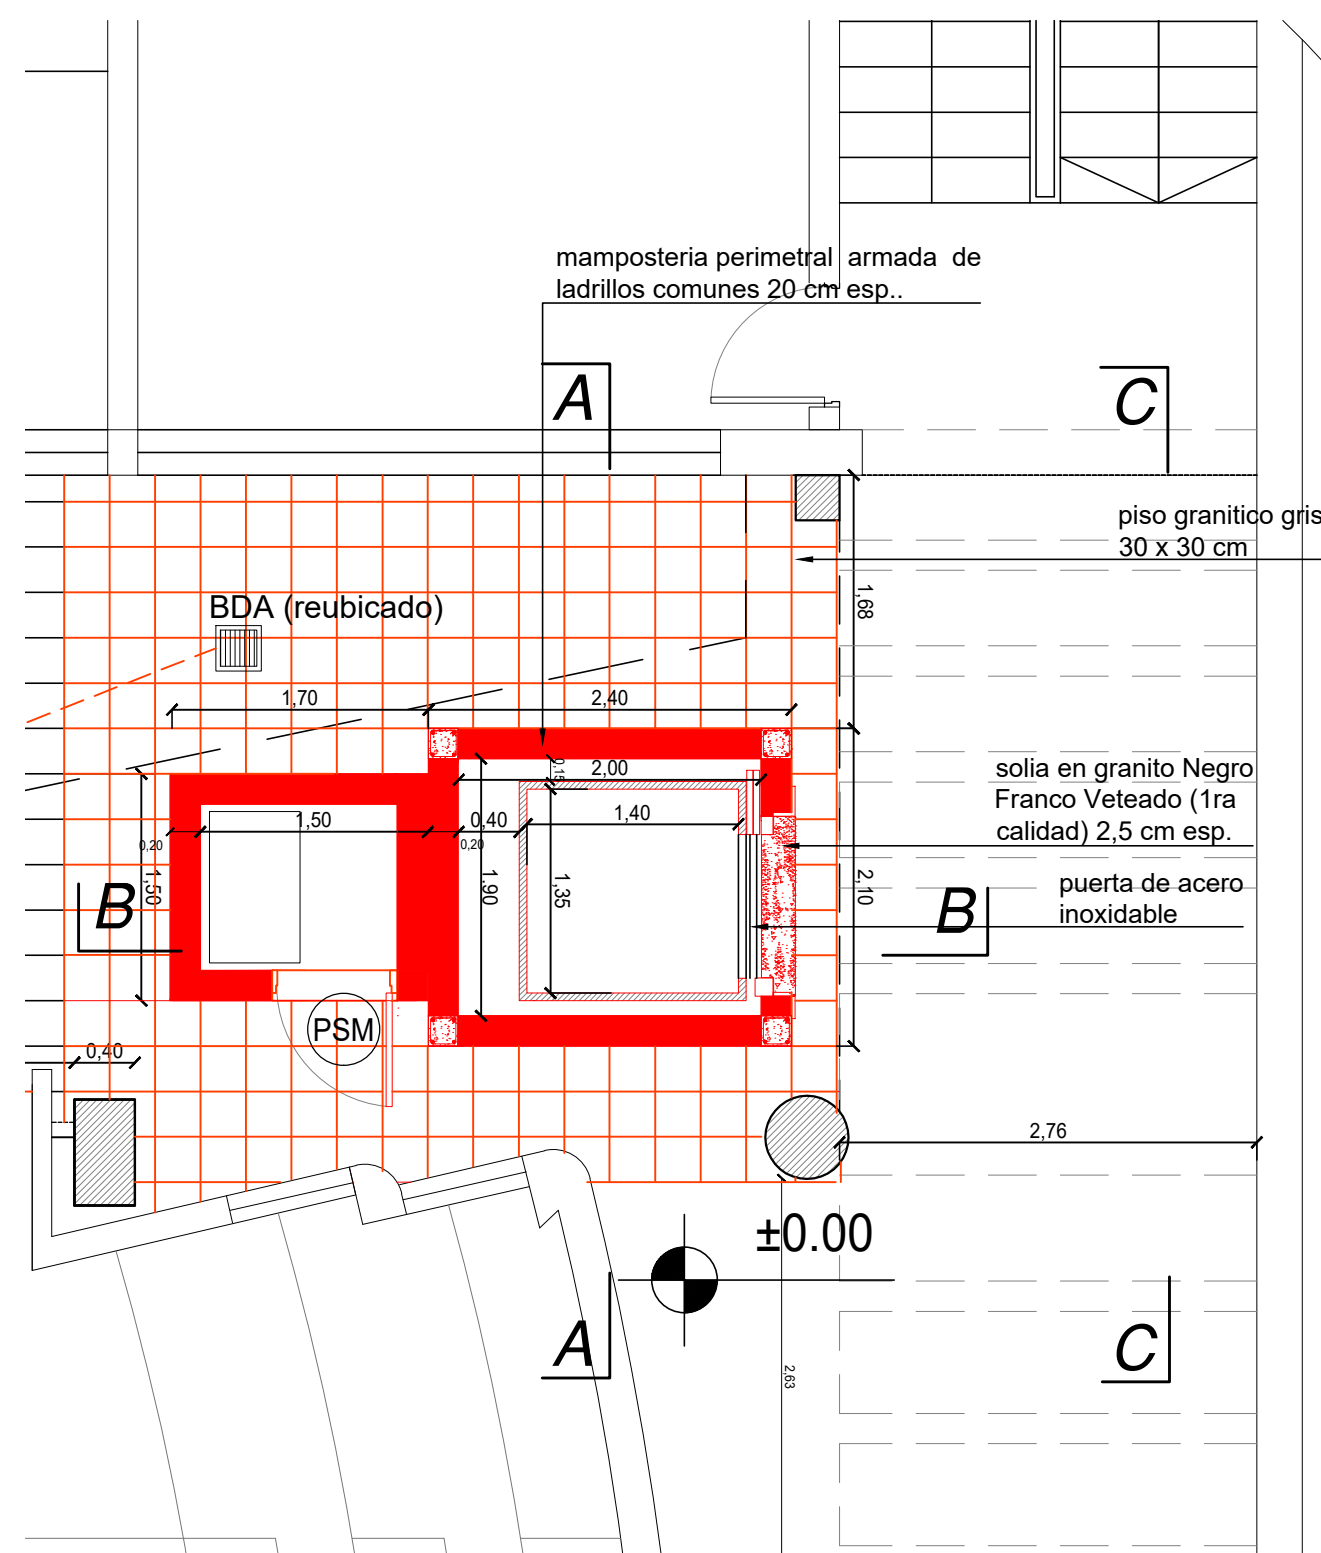 mamposteria perimetral armada de
ladrillos comunes 20 cm esp..
A
C
piso granitico gris
30 x 30 cm
1,68
BDA (reubicado)
1,70
2,40
0,15
2,00
solia en granito Negro
Franco Veteado (1ra
calidad) 2,5 cm esp.
1,50
0,40
1,40
0,20
0,20
1,50
1,90
1,35
2,10
puerta de acero
inoxidable
B
B
PSM
0,40
2,76
±0.00
A
C
2,63